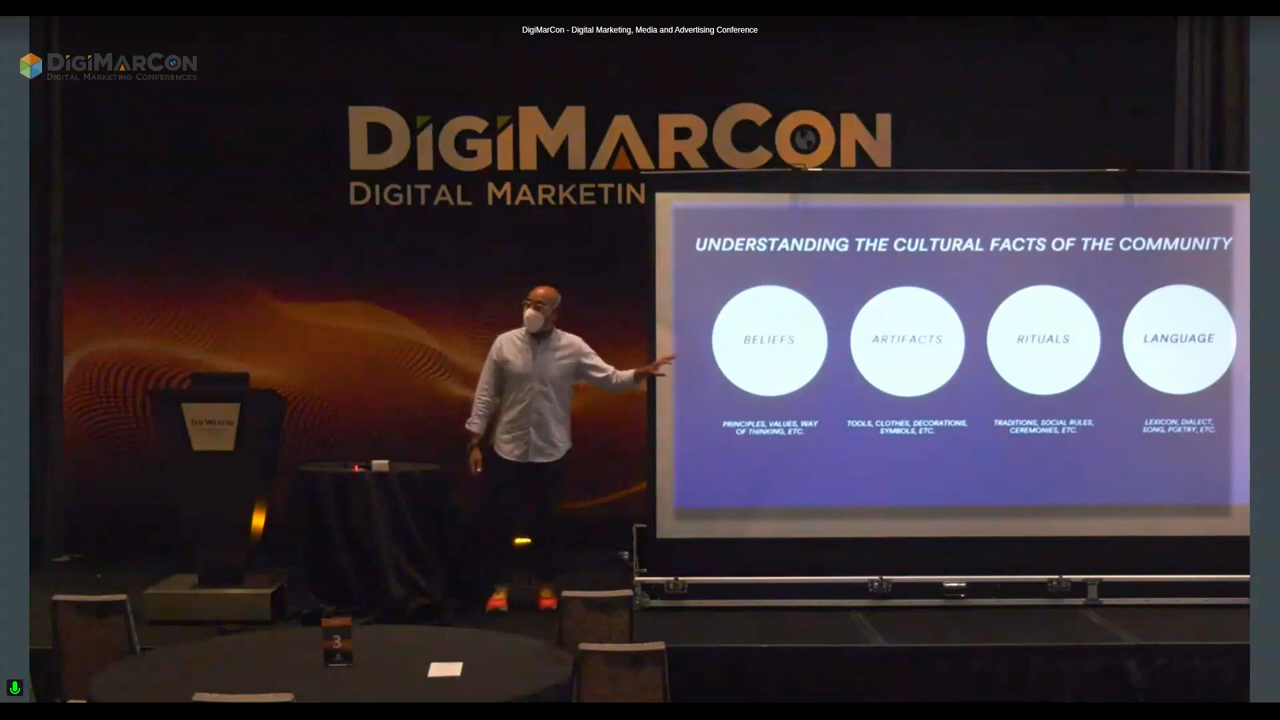 DigiMarCon - Digital Marketing, Media and Advertising Conference
DIGIMARCON
DIGITAL MARKETING CONFERENCES
DIGIMARCON
DIGITAL MARKETIN
UNDERSTANDING THE CULTURAL FACTS OF THE COMMUNITY
BELIEFS
ARTIFACTS
RITUALS
LANGUAGE
PRINCIPLES, VALUES, WAY
OF THINKING, ETC.
TOOLS, CLOTHES, DECORATIONS,
SYMBOLS, ETC.
TRADITIONS, SOCIAL RULES,
CEREMONIES, ETC.
LEXICON, DIALECT,
SONG, POETRY, ETC.
THE WESTIN
3